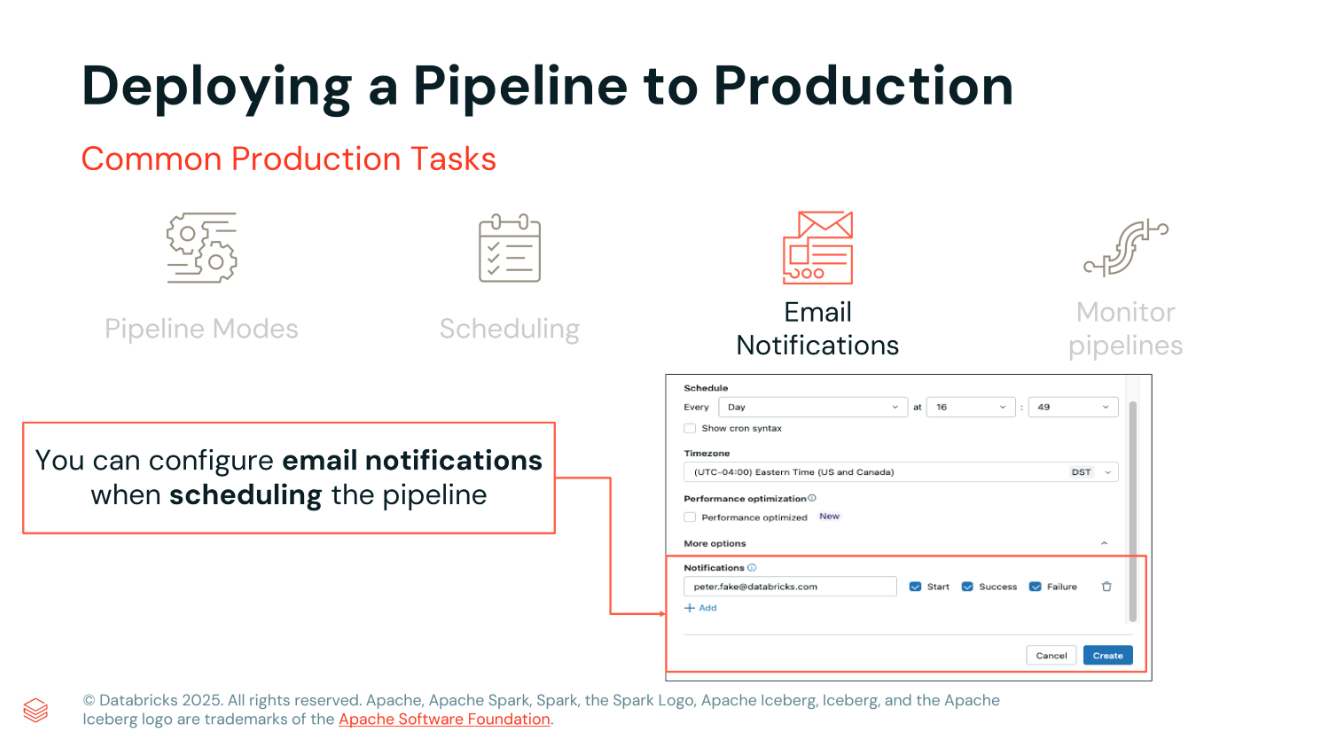 Deploying a Pipeline to Production
Common Production Tasks
Pipeline Modes
Scheduling
Email
Notifications
Monitor
pipelines
You can configure email notifications
when scheduling the pipeline
Schedule
Every Day at 16 : 49
Show cron syntax
Timezone
(UTC-04:00) Eastern Time (US and Canada) DST
Performance optimization
Performance optimized New
More options
Notifications
peter.fake@databricks.com Start Success Failure
+ Add
Cancel Create
© Databricks 2025. All rights reserved. Apache, Apache Spark, Spark, the Spark Logo, Apache Iceberg, Iceberg, and the Apache
Iceberg logo are trademarks of the Apache Software Foundation.